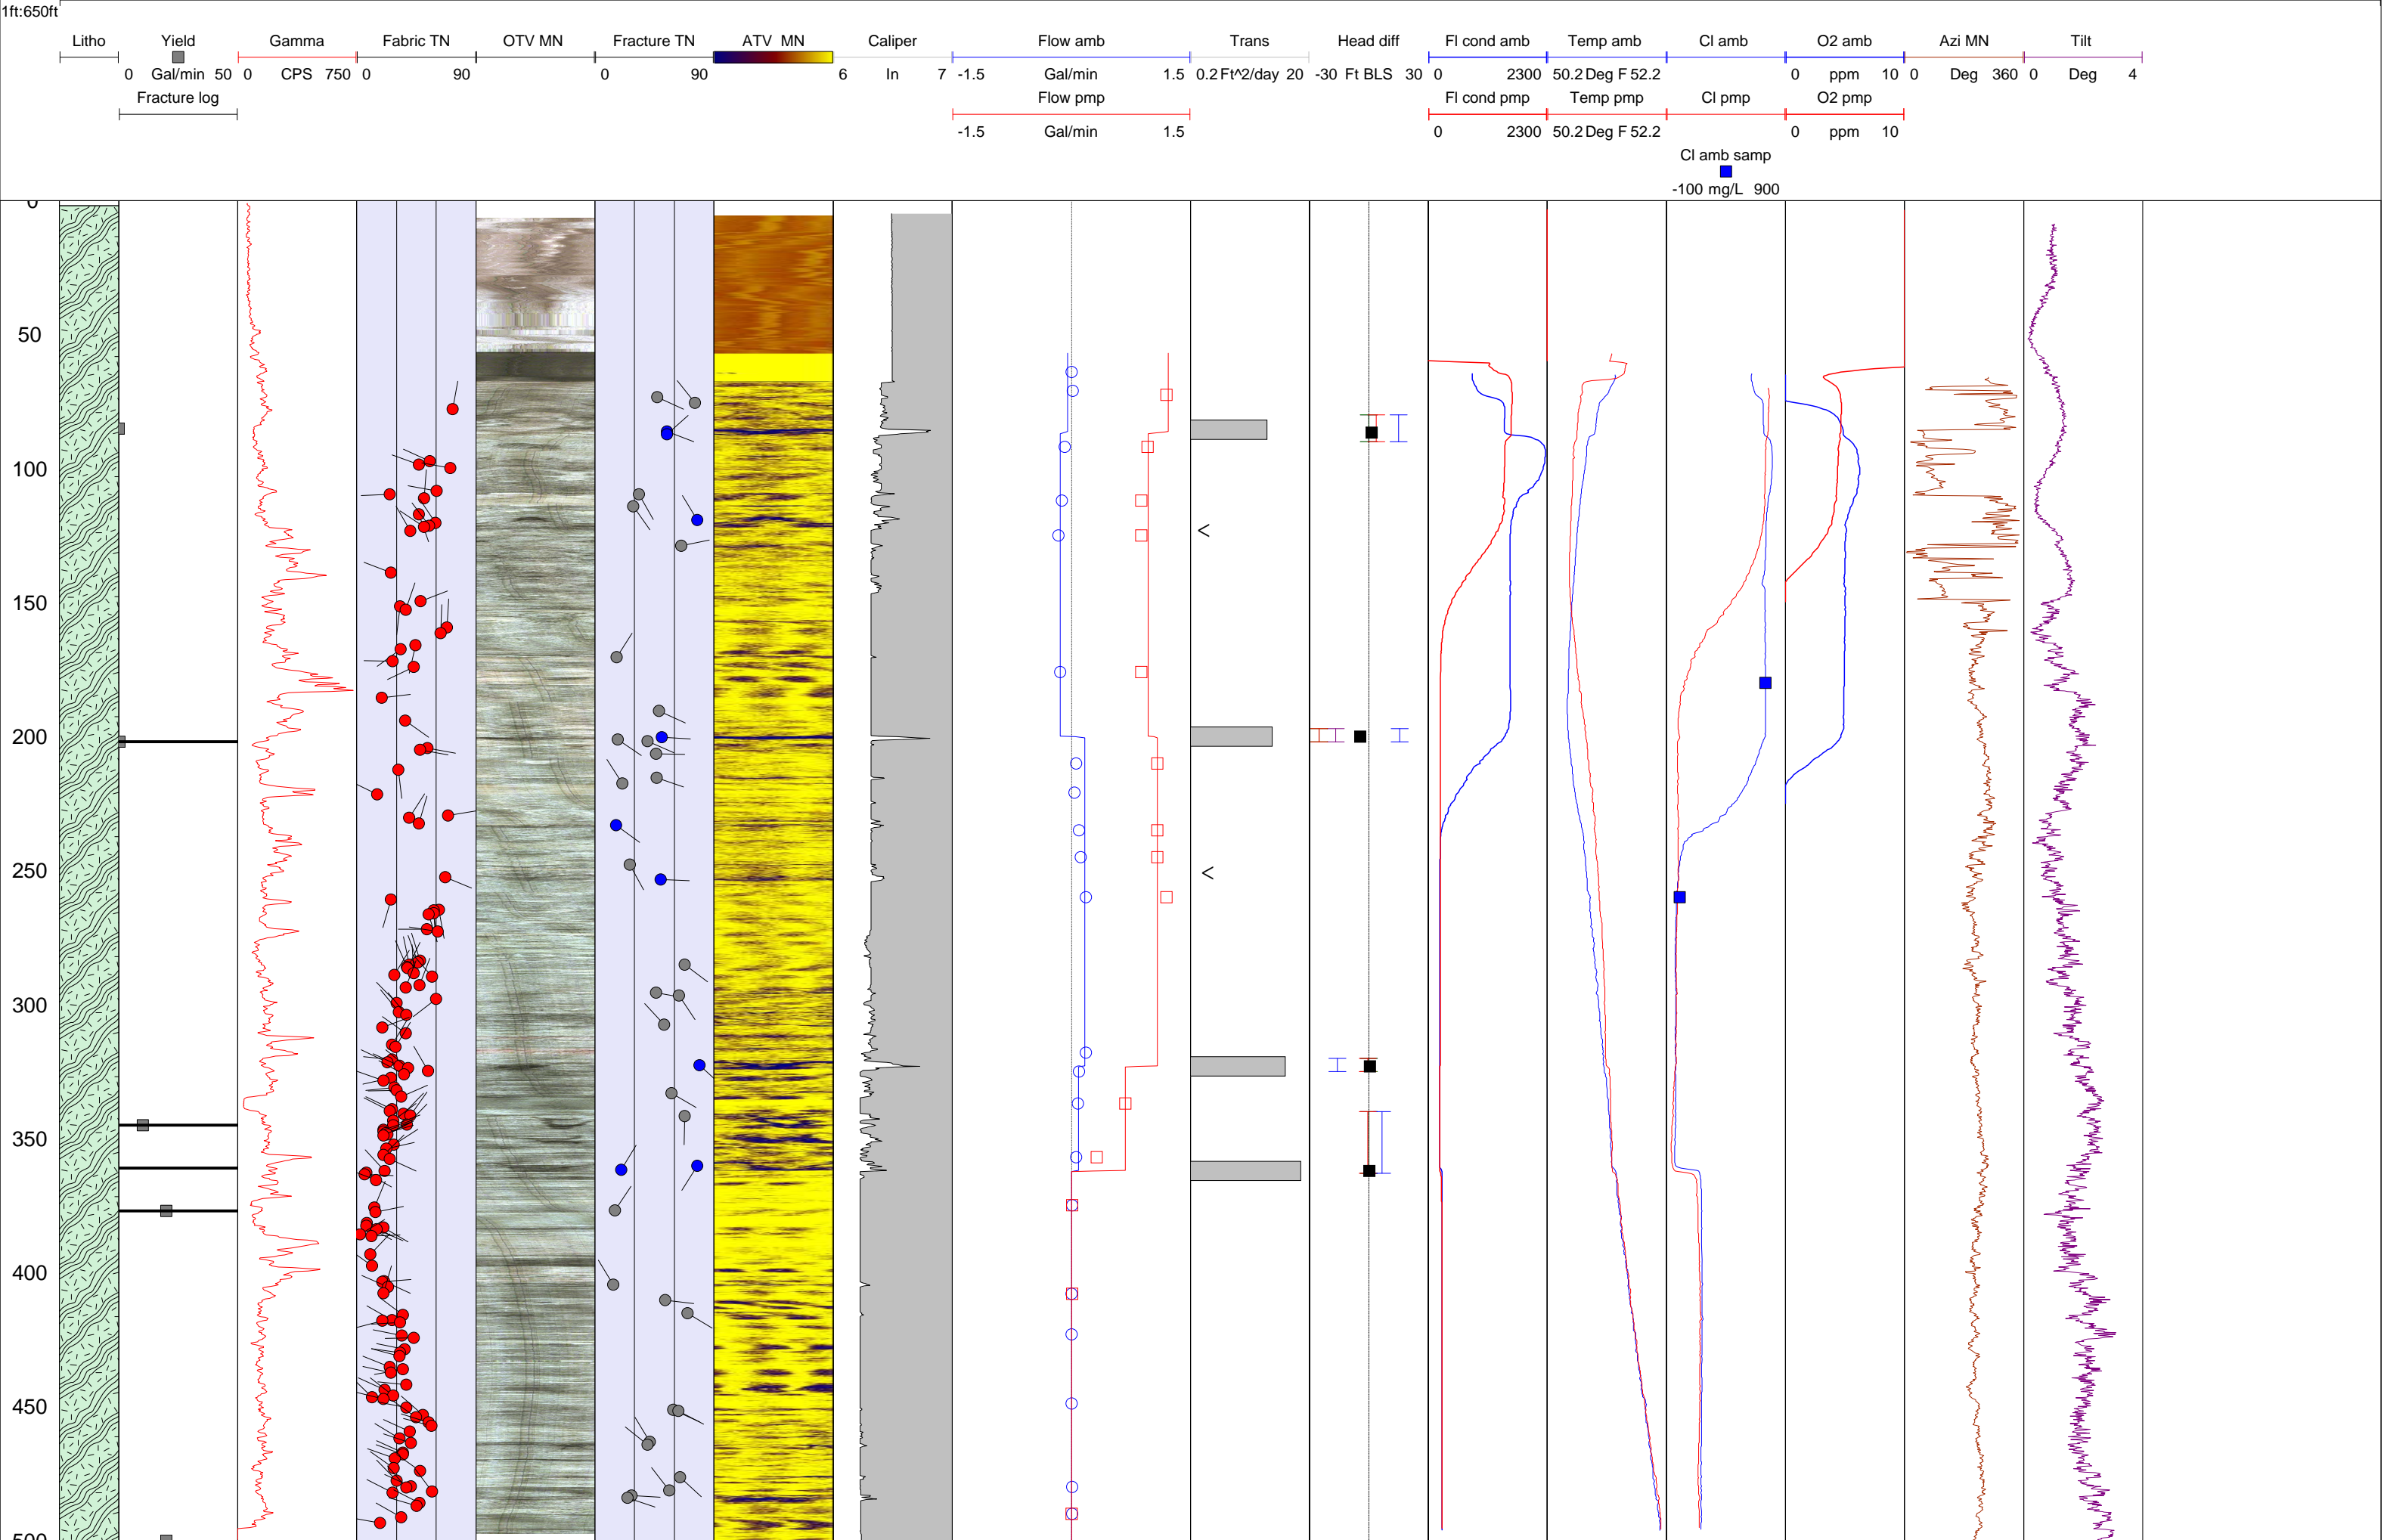 1ft:650ft
Litho Yield Gamma Fabric TN OTV MN Fracture TN ATV MN Caliper Flow amb Trans Head diff Fl cond amb Temp amb Cl amb O2 amb Azi MN Tilt
0 Gal/min 50 0 CPS 750 0 90 0 90 6 In 7 -1.5 Gal/min 1.5 0.2 Ft^2/day 20 -30 Ft BLS 30 0 2300 50.2 Deg F 52.2 0 ppm 10 0 Deg 360 0 Deg 4
Fracture log Flow pmp Fl cond pmp Temp pmp Cl pmp O2 pmp
-1.5 Gal/min 1.5 0 2300 50.2 Deg F 52.2 0 ppm 10
Cl amb samp
-100 mg/L 900
0
50
100
<
150
200
250
<
300
350
400
450
500